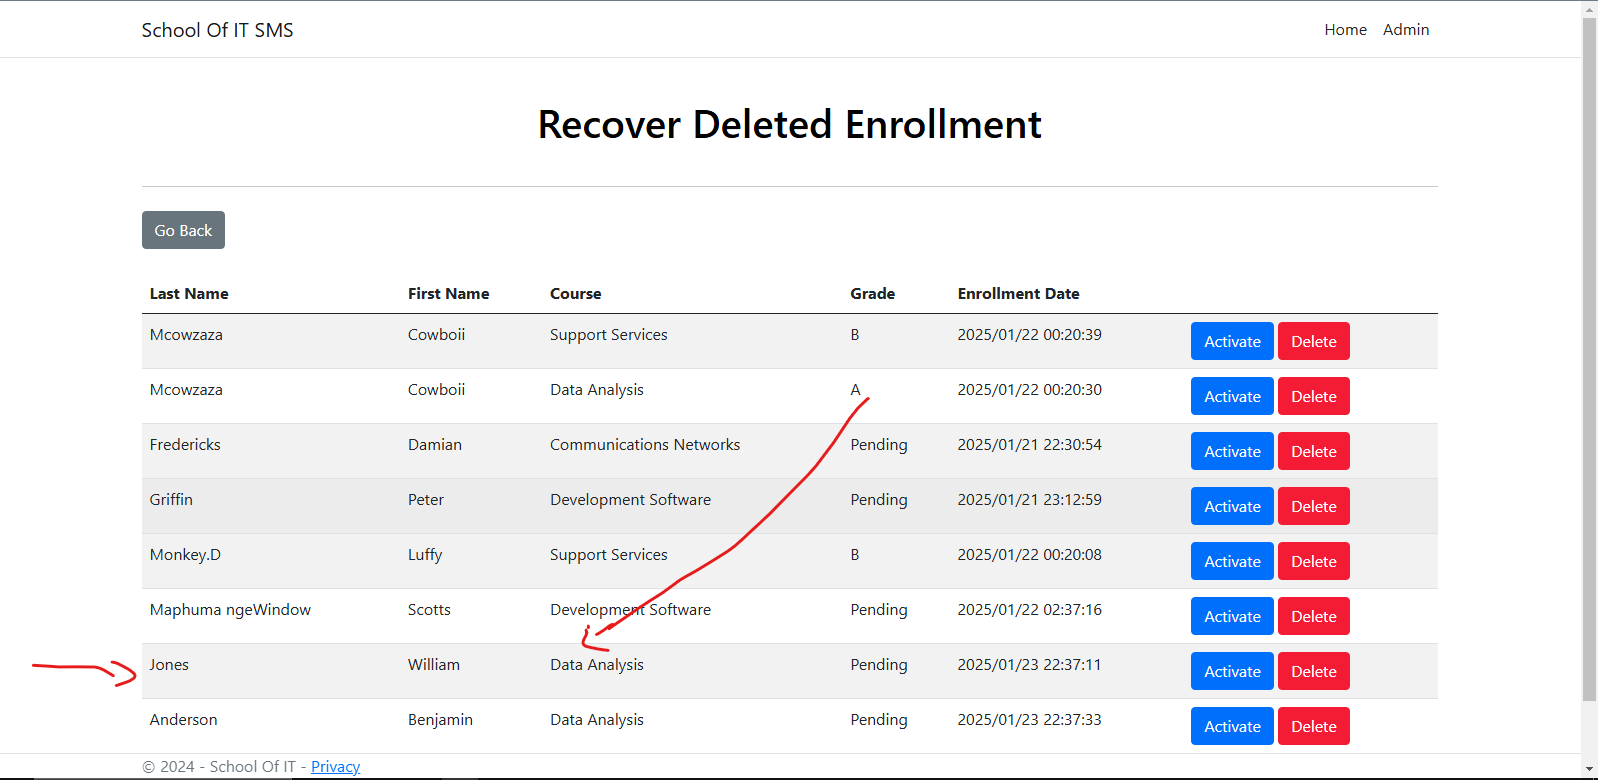 School Of IT SMS Home Admin
Recover Deleted Enrollment
Go Back
Last Name First Name Course Grade Enrollment Date
Mcowzaza Cowboii Support Services B 2025/01/22 00:20:39 Activate Delete
Mcowzaza Cowboii Data Analysis A 2025/01/22 00:20:30 Activate Delete
Fredericks Damian Communications Networks Pending 2025/01/21 22:30:54 Activate Delete
Griffin Peter Development Software Pending 2025/01/21 23:12:59 Activate Delete
Monkey.D Luffy Support Services B 2025/01/22 00:20:08 Activate Delete
Maphuma ngeWindow Scotts Development Software Pending 2025/01/22 02:37:16 Activate Delete
Jones William Data Analysis Pending 2025/01/23 22:37:11 Activate Delete
Anderson Benjamin Data Analysis Pending 2025/01/23 22:37:33 Activate Delete
© 2024 - School Of IT - Privacy